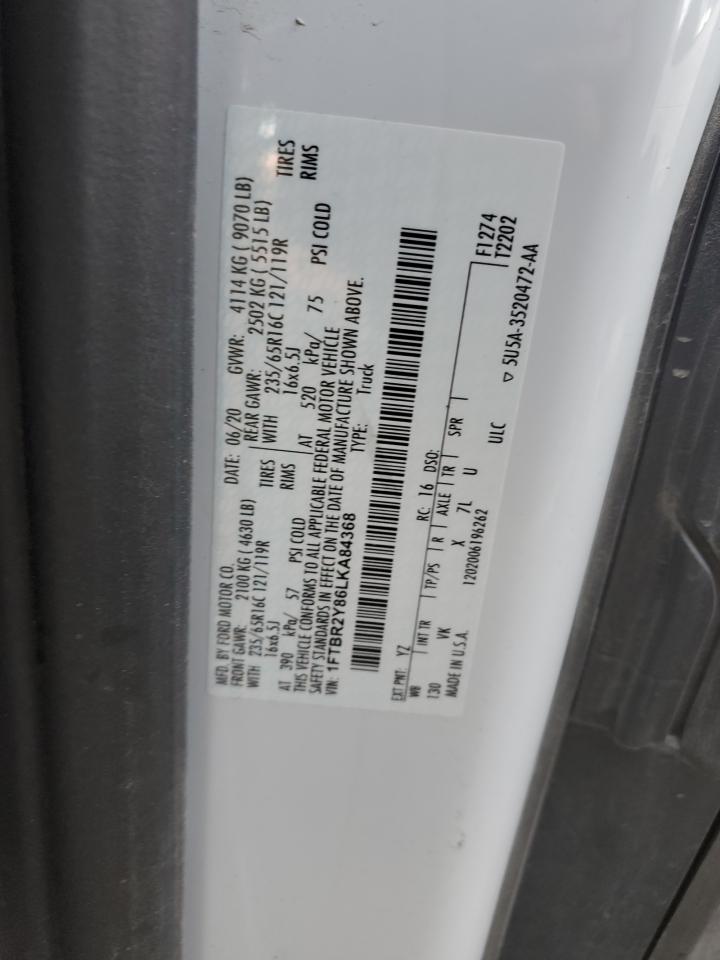 MFD. BY FORD MOTOR CO.
DATE: 06/20 GVWR: 4114 KG ( 9070 LB)
FRONT GAWR: 2100 KG ( 4630 LB)
REAR GAWR: 2502 KG ( 5515 LB)
WITH 235/65R16C 121/119R TIRES
WITH 235/65R16C 121/119R TIRES
16x6.5J RIMS
16x6.5J RIMS
AT 390 kPa/ 57 PSI COLD
AT 520 kPa/ 75 PSI COLD
THIS VEHICLE CONFORMS TO ALL APPLICABLE FEDERAL MOTOR VEHICLE
SAFETY STANDARDS IN EFFECT ON THE DATE OF MANUFACTURE SHOWN ABOVE.
VIN: 1FTBR2Y86LKA84368
TYPE: Truck
F1274
T2202
EXT PNT: YZ RC: 16 DSO:
WB INT TR TP/PS R AXLE TR SPR
130 VK X 7L U
MADE IN U.S.A. 1202006196262 ULC
▽ 5U5A-3520472-AA